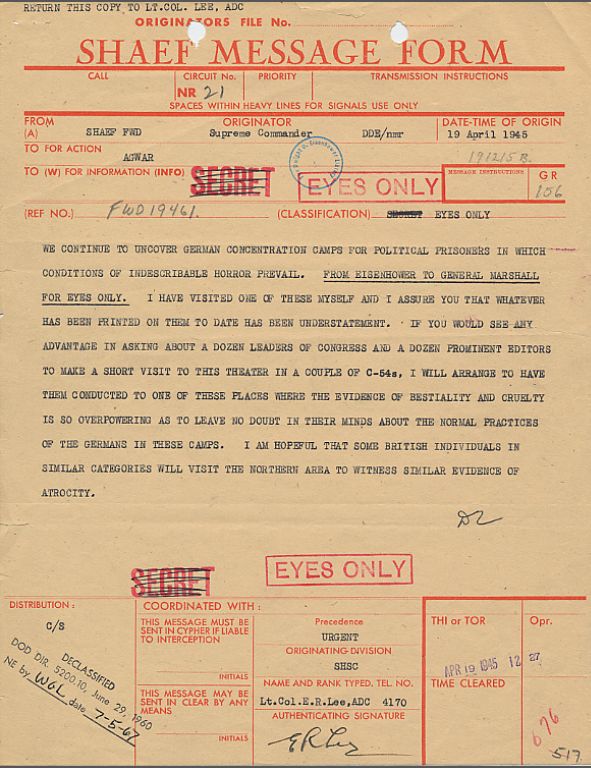 RETURN THIS COPY TO LT.COL. LEE, ADC
ORIGINATORS FILE No.
SHAEF MESSAGE FORM
CALL
CIRCUIT No.
PRIORITY
TRANSMISSION INSTRUCTIONS
NR 21
SPACES WITHIN HEAVY LINES FOR SIGNALS USE ONLY
FROM
ORIGINATOR
DATE-TIME OF ORIGIN
(A) SHAEF FWD
Supreme Commander DDE/nmr
19 April 1945
TO FOR ACTION
AGWAR
191215 B.
TO (W) FOR INFORMATION (INFO)
SECRET
EYES ONLY
MESSAGE INSTRUCTIONS
GR
156
(REF NO.) FWD 19461.
(CLASSIFICATION) SECRET EYES ONLY
WE CONTINUE TO UNCOVER GERMAN CONCENTRATION CAMPS FOR POLITICAL PRISONERS IN WHICH
CONDITIONS OF INDESCRIBABLE HORROR PREVAIL. FROM EISENHOWER TO GENERAL MARSHALL
FOR EYES ONLY. I HAVE VISITED ONE OF THESE MYSELF AND I ASSURE YOU THAT WHATEVER
HAS BEEN PRINTED ON THEM TO DATE HAS BEEN UNDERSTATEMENT. IF YOU WOULD SEE ANY
ADVANTAGE IN ASKING ABOUT A DOZEN LEADERS OF CONGRESS AND A DOZEN PROMINENT EDITORS
TO MAKE A SHORT VISIT TO THIS THEATER IN A COUPLE OF C-54s, I WILL ARRANGE TO HAVE
THEM CONDUCTED TO ONE OF THESE PLACES WHERE THE EVIDENCE OF BESTIALITY AND CRUELTY
IS SO OVERPOWERING AS TO LEAVE NO DOUBT IN THEIR MINDS ABOUT THE NORMAL PRACTICES
OF THE GERMANS IN THESE CAMPS. I AM HOPEFUL THAT SOME BRITISH INDIVIDUALS IN
SIMILAR CATEGORIES WILL VISIT THE NORTHERN AREA TO WITNESS SIMILAR EVIDENCE OF
ATROCITY.
SECRET
EYES ONLY
DISTRIBUTION :
C/S
DECLASSIFIED
DOD DIR. 5200.10, June 29, 1960
NE by WGL date 7-5-67
COORDINATED WITH :
THIS MESSAGE MUST BE
SENT IN CYPHER IF LIABLE
TO INTERCEPTION
INITIALS
THIS MESSAGE MAY BE
SENT IN CLEAR BY ANY
MEANS
INITIALS
Precedence
URGENT
ORIGINATING DIVISION
SHSC
NAME AND RANK TYPED. TEL. NO.
Lt.Col.E.R.Lee,ADC 4170
AUTHENTICATING SIGNATURE
E R Lee
THI or TOR
APR 19 1945 12 27
TIME CLEARED
Opr.
676
517